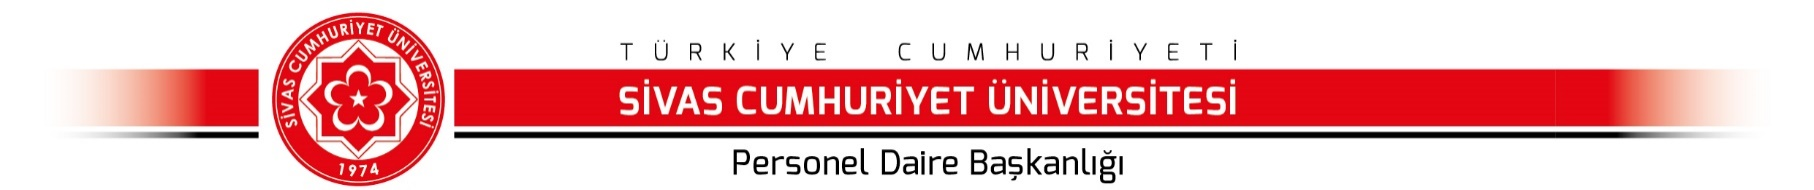 SİVAS CUMHURİYET ÜNİVERSİTESİ
1974
TÜRKİYE CUMHURİYETİ
SİVAS CUMHURİYET ÜNİVERSİTESİ
Personel Daire Başkanlığı